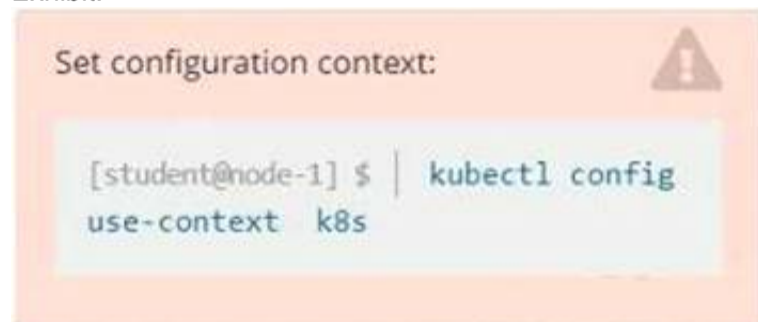 Set configuration context:
[student@node-1] $ | kubectl config
use-context k8s